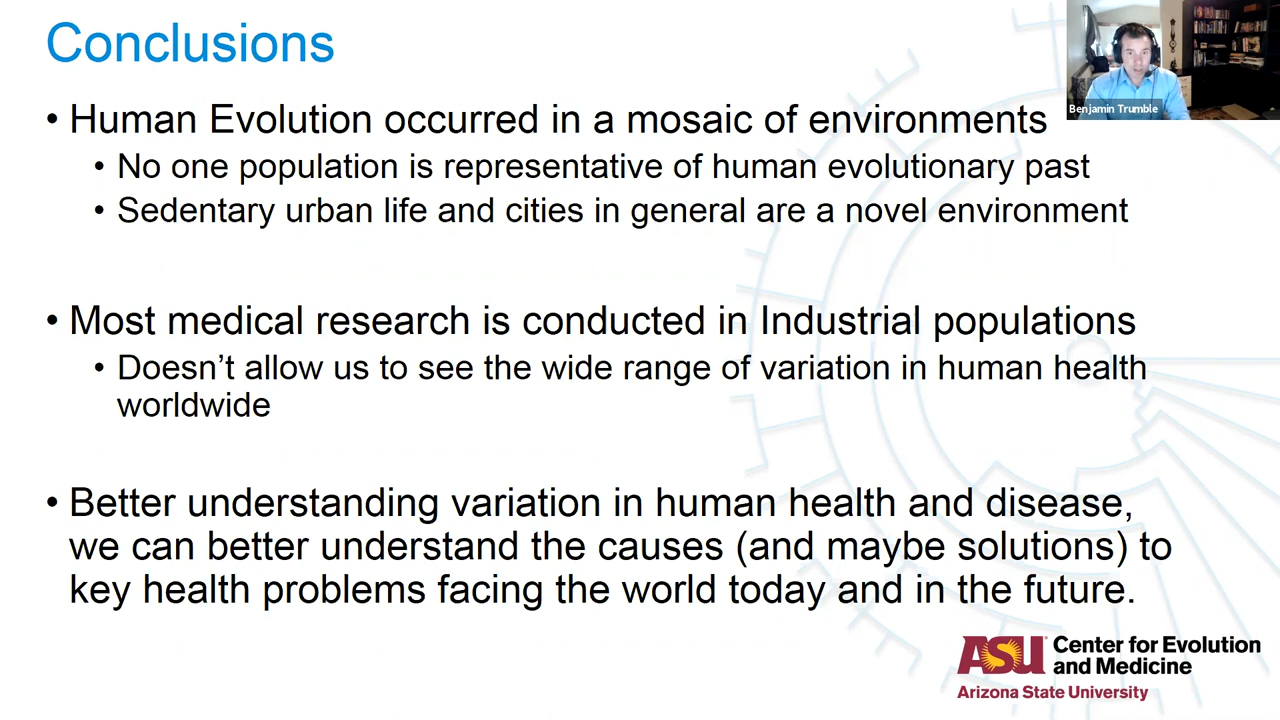 Conclusions
Benjamin Trumble
• Human Evolution occurred in a mosaic of environments
• No one population is representative of human evolutionary past
• Sedentary urban life and cities in general are a novel environment
• Most medical research is conducted in Industrial populations
• Doesn't allow us to see the wide range of variation in human health
worldwide
• Better understanding variation in human health and disease,
we can better understand the causes (and maybe solutions) to
key health problems facing the world today and in the future.
ASU Center for Evolution
and Medicine
Arizona State University